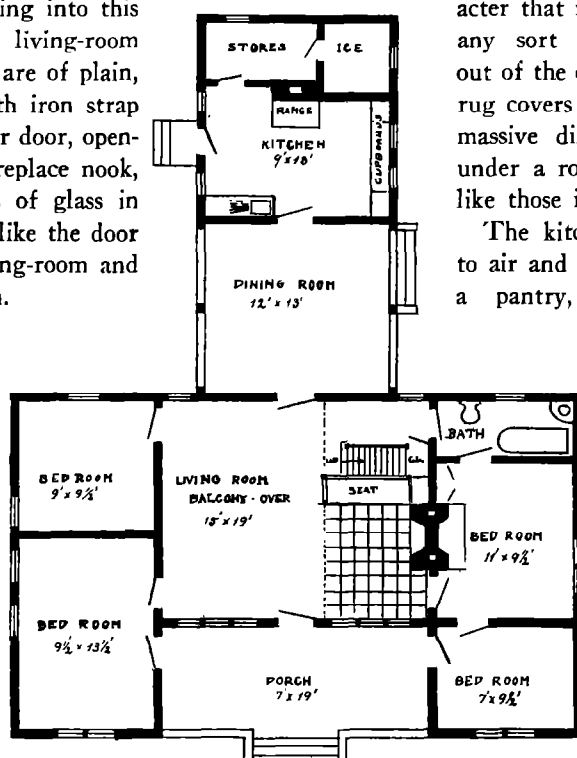 ing into this
living-room
are of plain,
th iron strap
r door, open-
replace nook,
s of glass in
like the door
ng-room and
acter that
any sort
out of the
rug covers
massive di
under a ro
like those i
The kitc
to air and
a pantry,
STORES
ICE
RANGE
KITCHEN
9' x 18'
CUPBOARDS
DINING ROOM
12' x 13'
BED ROOM
9' x 9½'
LIVING ROOM
BALCONY - OVER
15' x 19'
SEAT
BATH
BED ROOM
11' x 9½'
BED ROOM
9½' x 13½'
PORCH
7' x 19'
BED ROOM
7' x 9½'